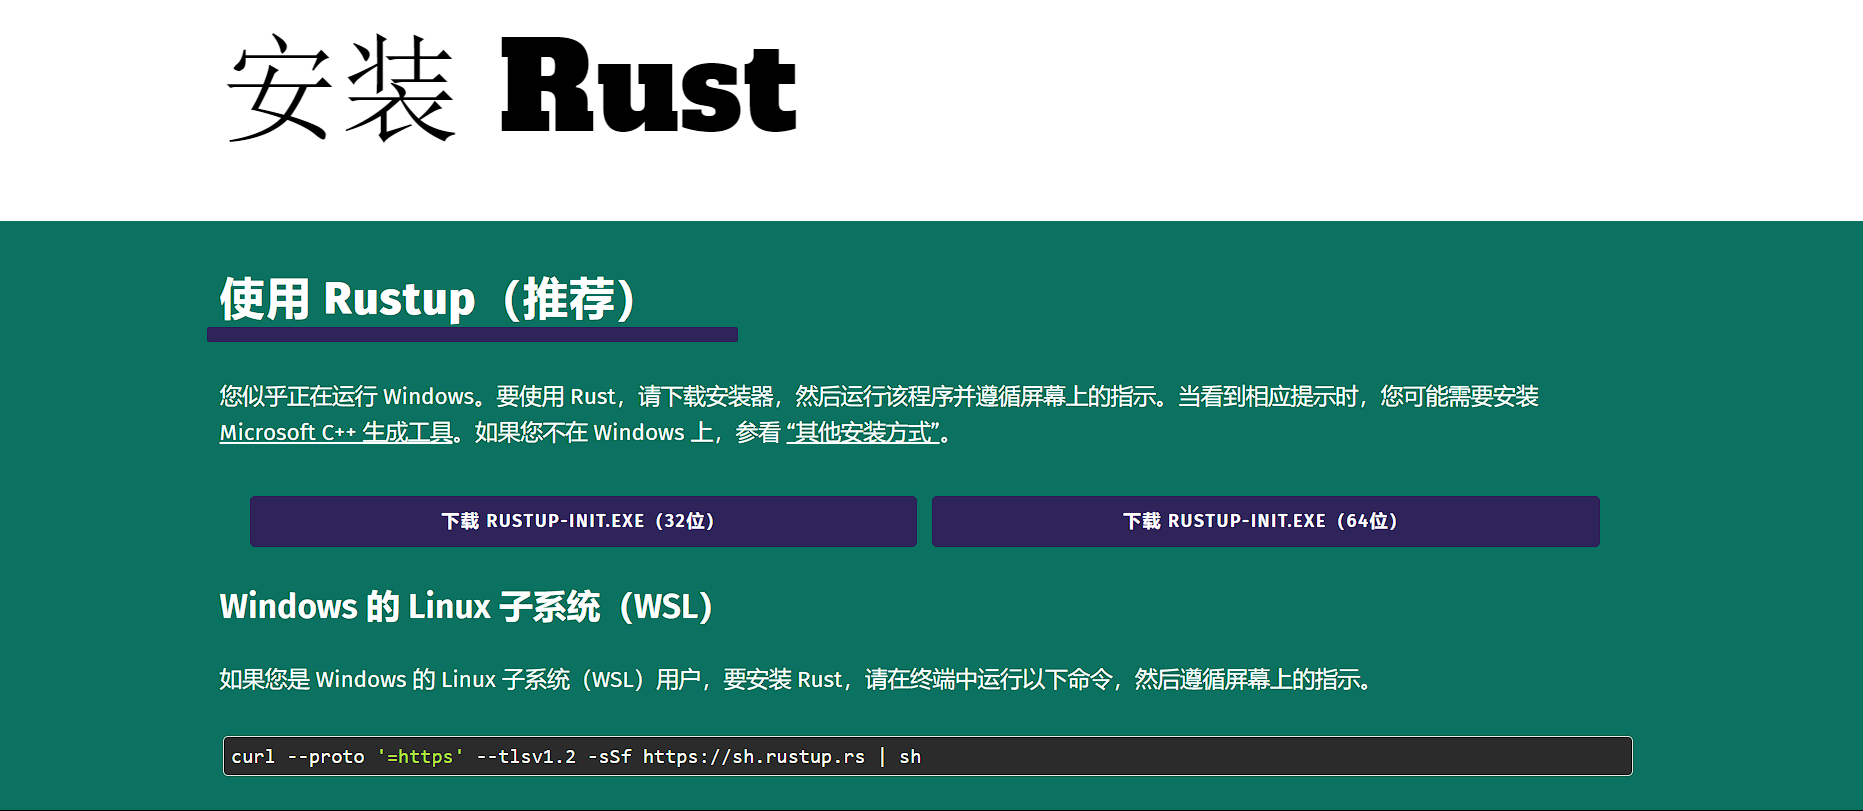 安装 Rust
使用 Rustup（推荐）
您似乎正在运行 Windows。要使用 Rust，请下载安装器，然后运行该程序并遵循屏幕上的指示。当看到相应提示时，您可能需要安装
Microsoft C++ 生成工具。如果您不在 Windows 上，参看 “其他安装方式”。
下载 RUSTUP-INIT.EXE（32位）
下载 RUSTUP-INIT.EXE（64位）
Windows 的 Linux 子系统（WSL）
如果您是 Windows 的 Linux 子系统（WSL）用户，要安装 Rust，请在终端中运行以下命令，然后遵循屏幕上的指示。
curl --proto '=https' --tlsv1.2 -sSf https://sh.rustup.rs | sh